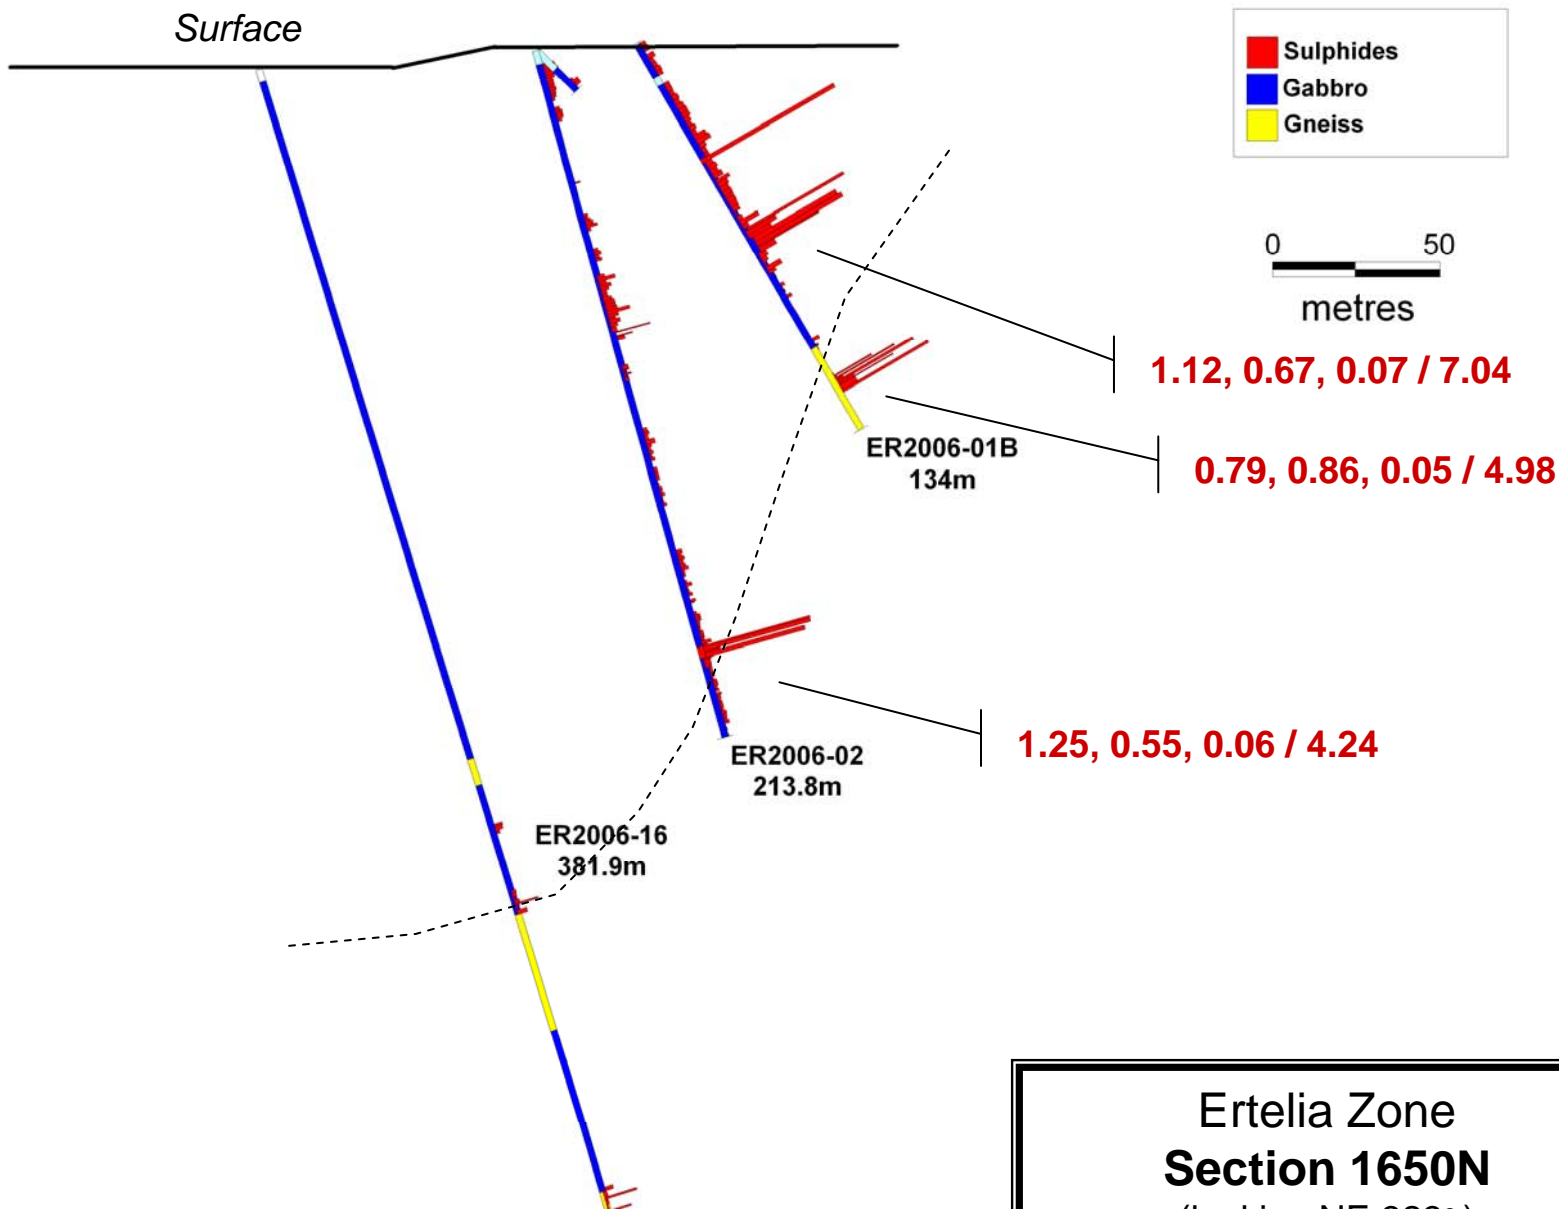 Surface
Sulphides
Gabbro
Gneiss
0 50
metres
1.12, 0.67, 0.07 / 7.04
0.79, 0.86, 0.05 / 4.98
ER2006-01B
134m
1.25, 0.55, 0.06 / 4.24
ER2006-02
213.8m
ER2006-16
381.9m
Ertelia Zone
Section 1650N